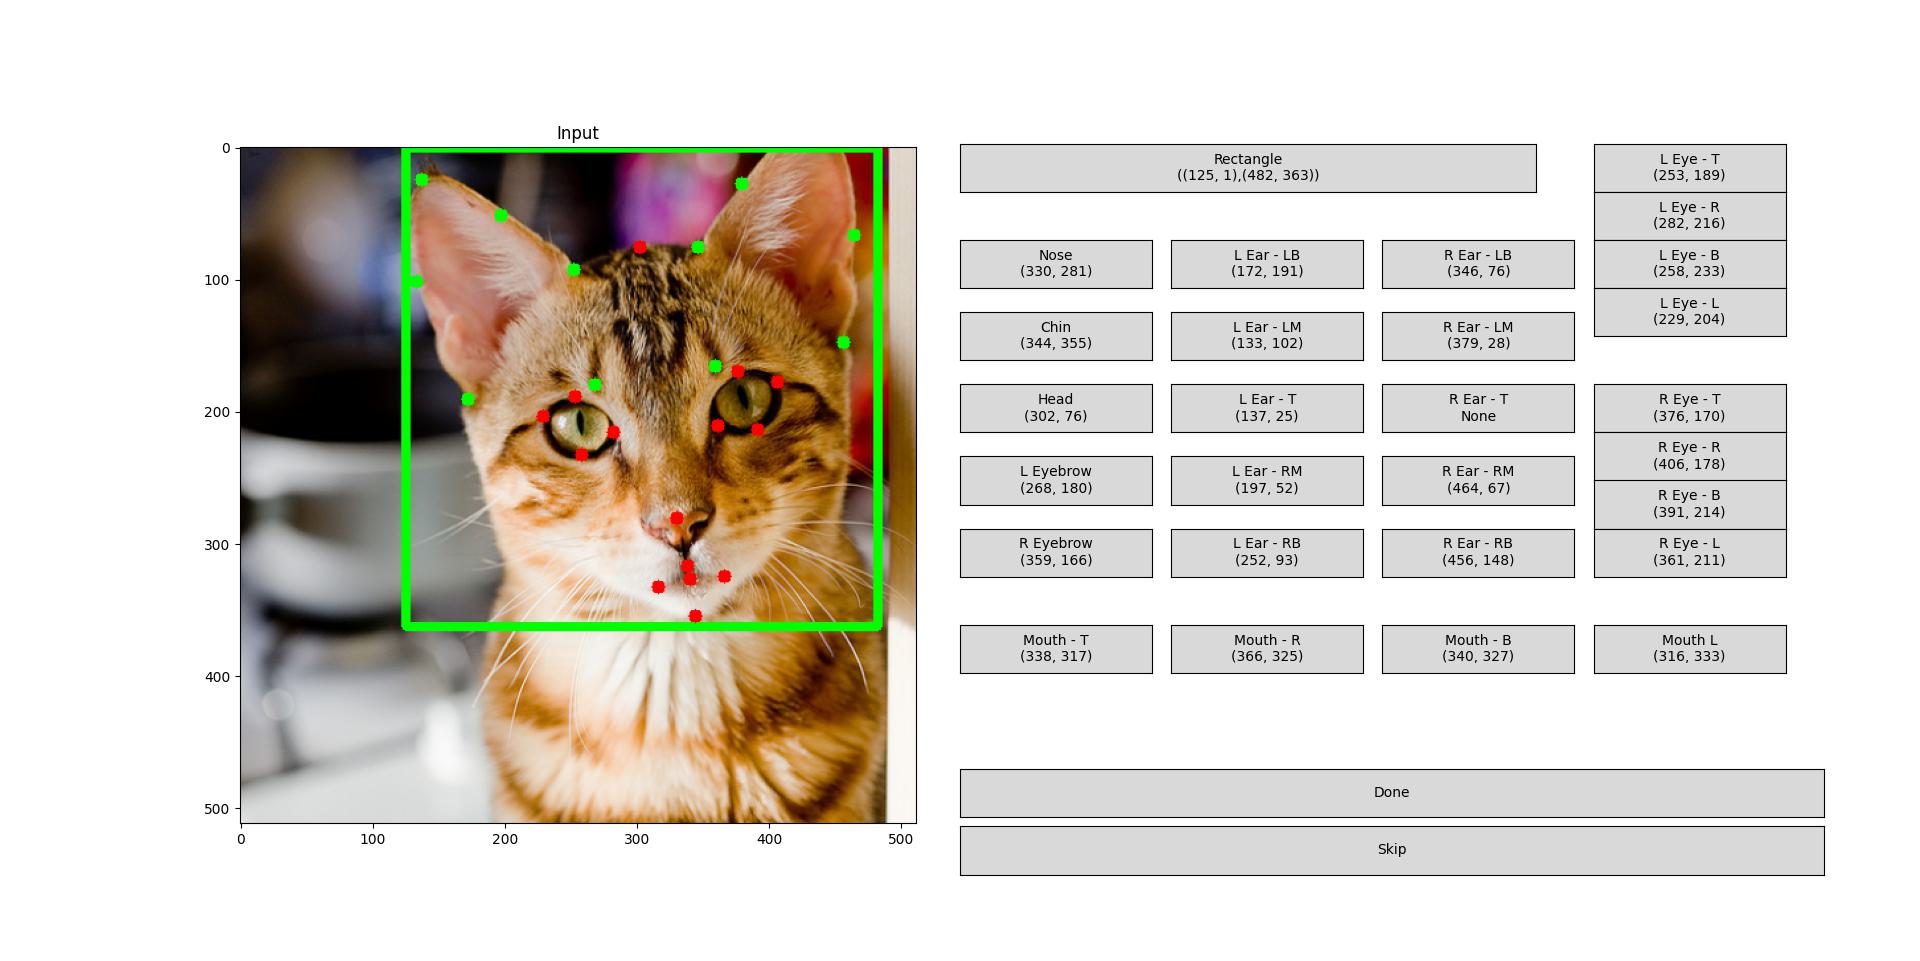 Input
0
100
200
300
400
500
0
100
200
300
400
500
Rectangle
((125, 1),(482, 363))
L Eye - T
(253, 189)
L Eye - R
(282, 216)
L Eye - B
(258, 233)
L Eye - L
(229, 204)
Nose
(330, 281)
L Ear - LB
(172, 191)
R Ear - LB
(346, 76)
Chin
(344, 355)
L Ear - LM
(133, 102)
R Ear - LM
(379, 28)
Head
(302, 76)
L Ear - T
(137, 25)
R Ear - T
None
R Eye - T
(376, 170)
R Eye - R
(406, 178)
R Eye - B
(391, 214)
R Eye - L
(361, 211)
L Eyebrow
(268, 180)
L Ear - RM
(197, 52)
R Ear - RM
(464, 67)
R Eyebrow
(359, 166)
L Ear - RB
(252, 93)
R Ear - RB
(456, 148)
Mouth - T
(338, 317)
Mouth - R
(366, 325)
Mouth - B
(340, 327)
Mouth L
(316, 333)
Done
Skip